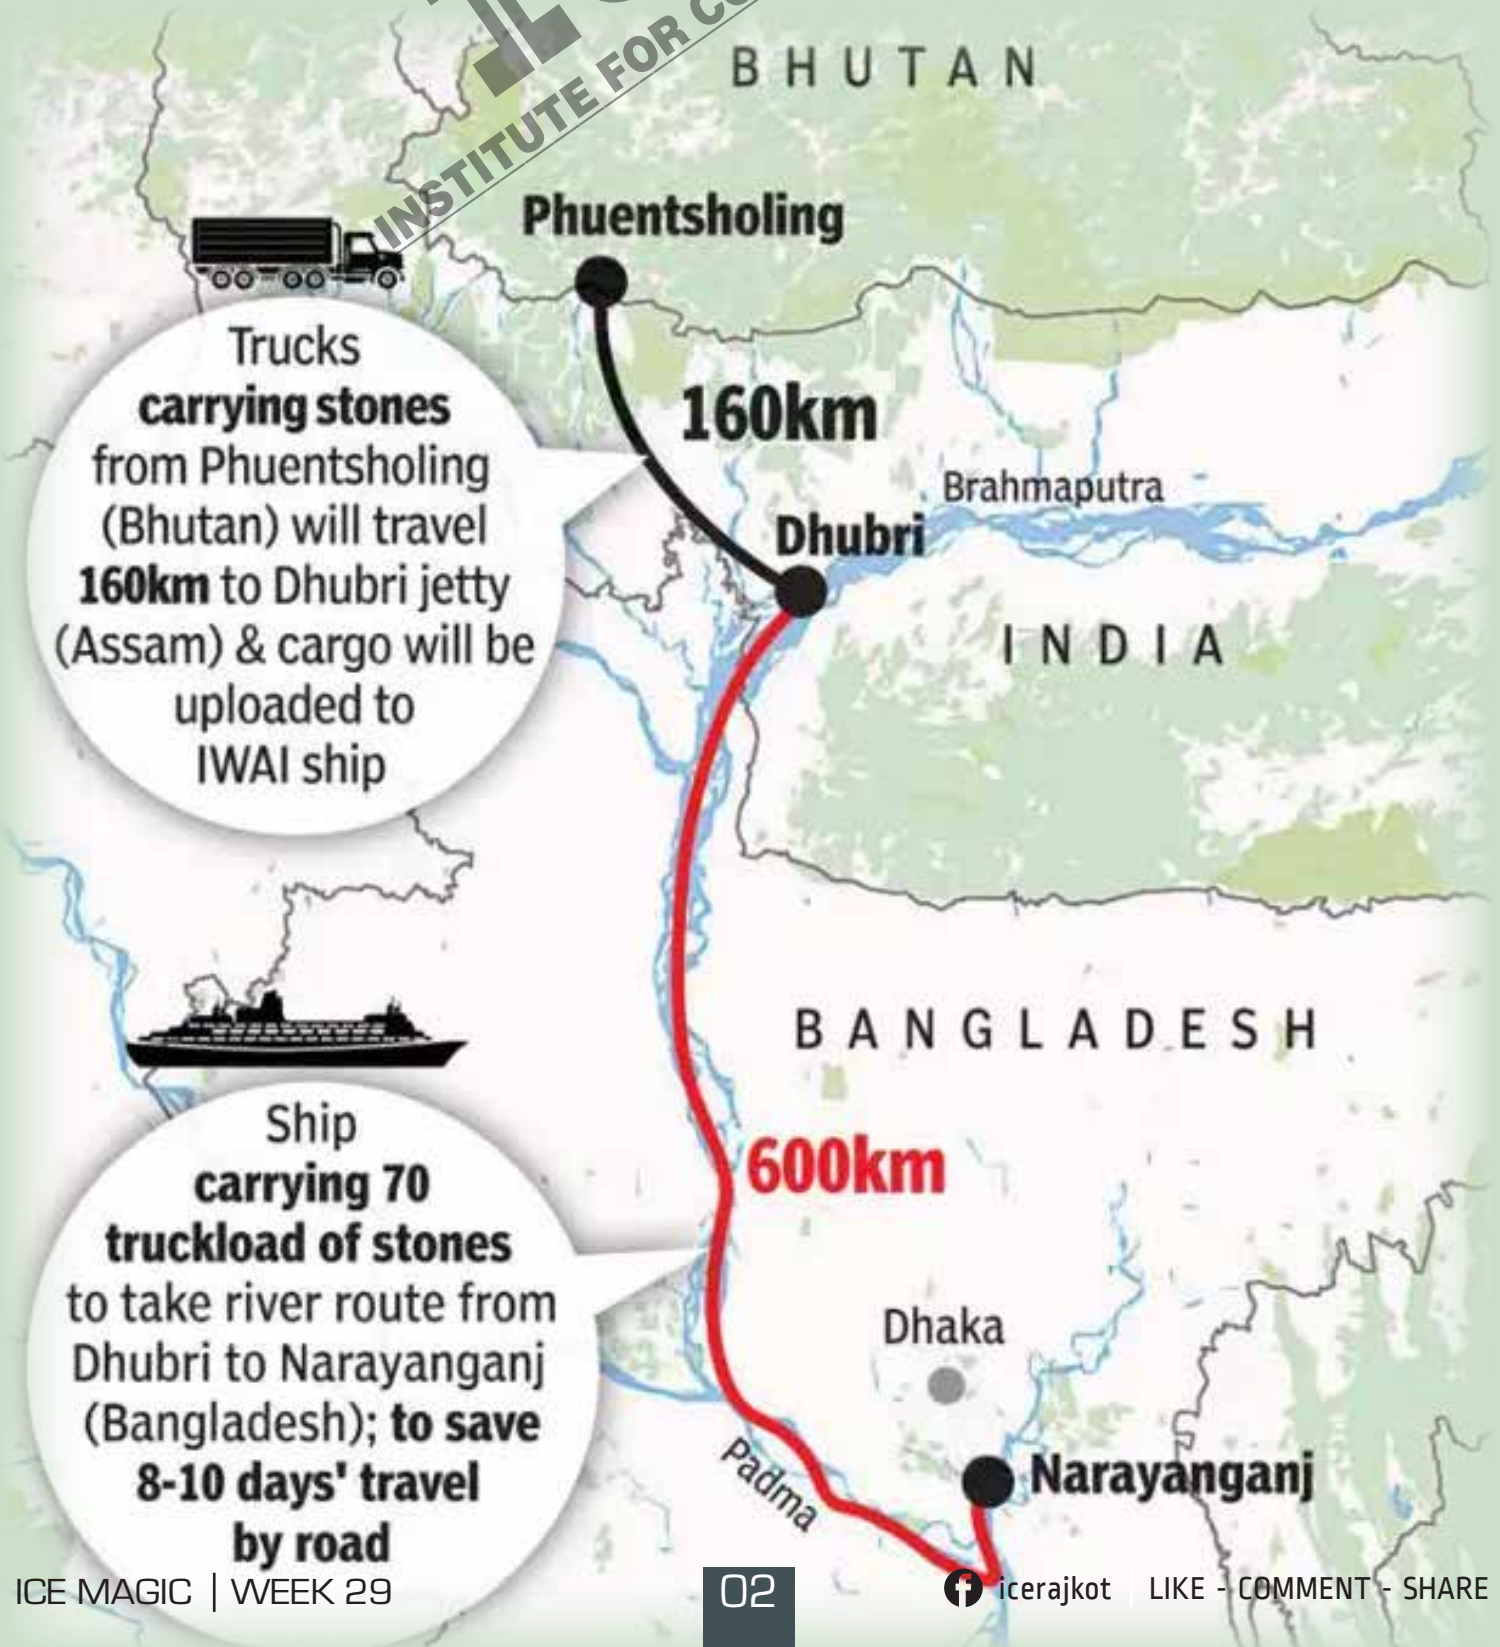 INSTITUTE FOR
BHUTAN
Phuentsholing
Trucks
carrying stones
from Phuentsholing
(Bhutan) will travel
160km to Dhubri jetty
(Assam) & cargo will be
uploaded to
IWAI ship
160km
Brahmaputra
Dhubri
INDIA
BANGLADESH
Ship
carrying 70
truckload of stones
to take river route from
Dhubri to Narayanganj
(Bangladesh); to save
8-10 days' travel
by road
600km
Dhaka
Narayanganj
Padma
ICE MAGIC | WEEK 29
02
icerajkot | LIKE - COMMENT - SHARE